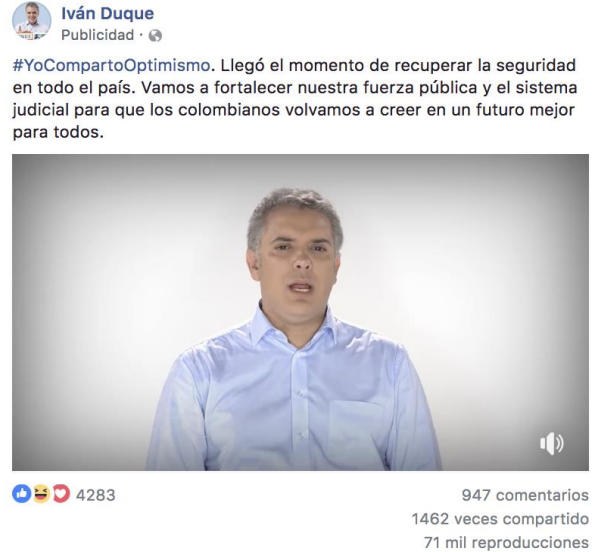 Iván Duque
Publicidad ·
#YoCompartoOptimismo. Llegó el momento de recuperar la seguridad
en todo el país. Vamos a fortalecer nuestra fuerza pública y el sistema
judicial para que los colombianos volvamos a creer en un futuro mejor
para todos.
4283
947 comentarios
1462 veces compartido
71 mil reproducciones